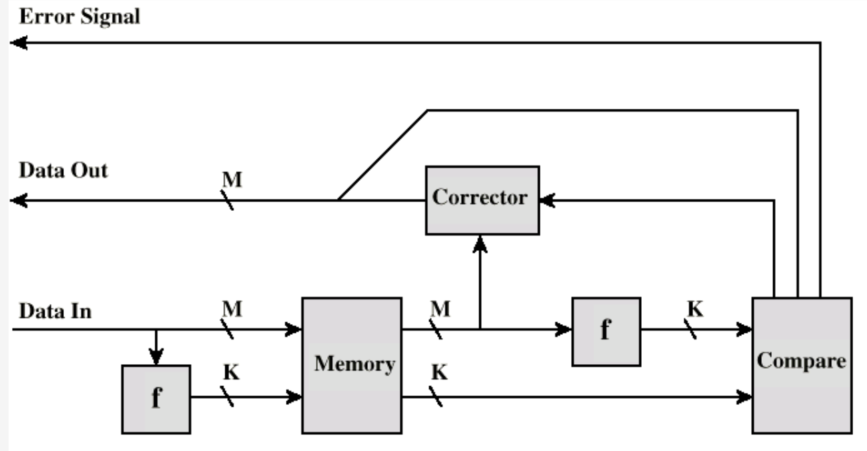 Error Signal
Data Out
M
Corrector
Data In
M
M
f
K
Memory
Compare
f
K
K